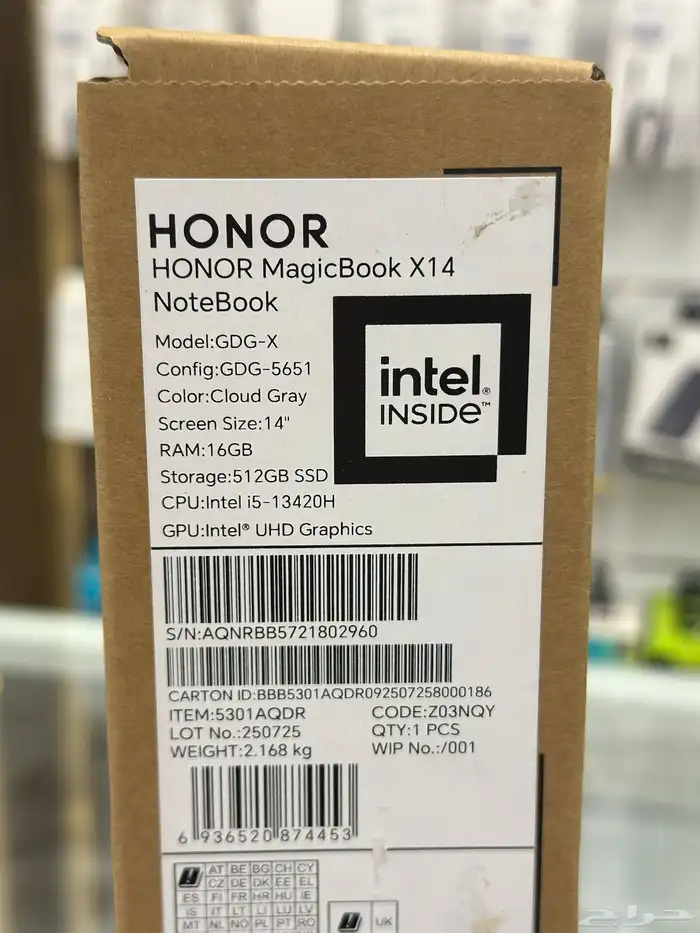 HONOR
HONOR MagicBook X14
NoteBook
Model:GDG-X
Config:GDG-5651
Color:Cloud Gray
Screen Size:14"
RAM:16GB
Storage:512GB SSD
CPU:Intel i5-13420H
GPU:Intel® UHD Graphics
intel®
INSIDE™
S/N:AQNRBB5721802960
CARTON ID:BBB5301AQDR092507258000186
ITEM:5301AQDR CODE:Z03NQY
LOT No.:250725 QTY:1 PCS
WEIGHT:2.168 kg WIP No.:/001
6 936520 874453
AT BE BG CH CY
CZ DE DK EE EL
ES FI FR HR HU IE
IS IT LT LI LU LV
MT NL NO PL PT RO
UK
حراج